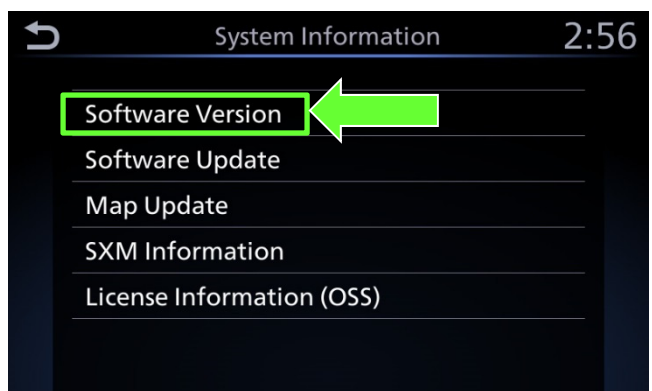 System Information 2:56
Software Version
Software Update
Map Update
SXM Information
License Information (OSS)